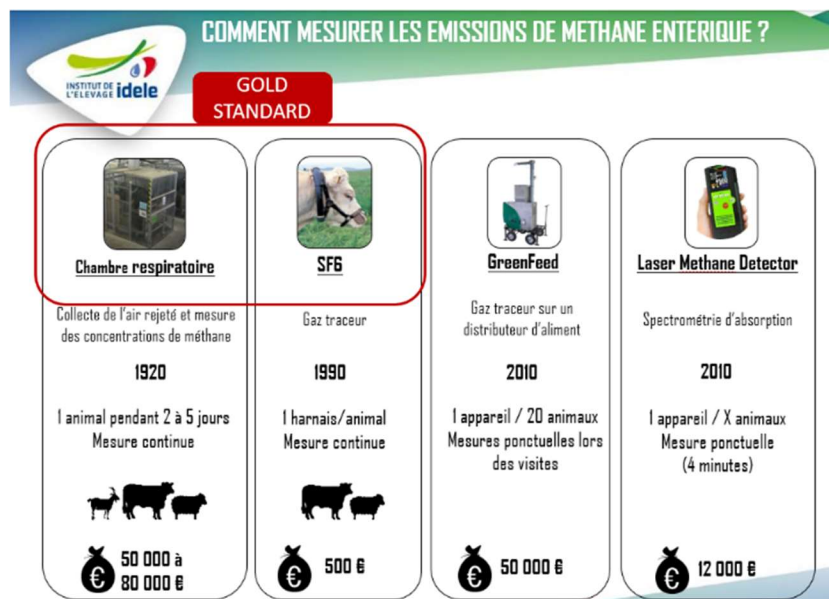 COMMENT MESURER LES EMISSIONS DE METHANE ENTERIQUE ?
INSTITUT DE
L'ELEVAGE idele
GOLD
STANDARD
Chambre respiratoire
Collecte de l'air rejeté et mesure
des concentrations de méthane
1920
1 animal pendant 2 à 5 jours
Mesure continue
€
50 000 à
80 000 €
SF6
Gaz traceur
1990
1 harnais/animal
Mesure continue
€
500 €
GreenFeed
Gaz traceur sur un
distributeur d'aliment
2010
1 appareil / 20 animaux
Mesures ponctuelles lors
des visites
€
50 000 €
Laser Methane Detector
Spectrométrie d'absorption
2010
1 appareil / X animaux
Mesure ponctuelle
(4 minutes)
€
12 000 €